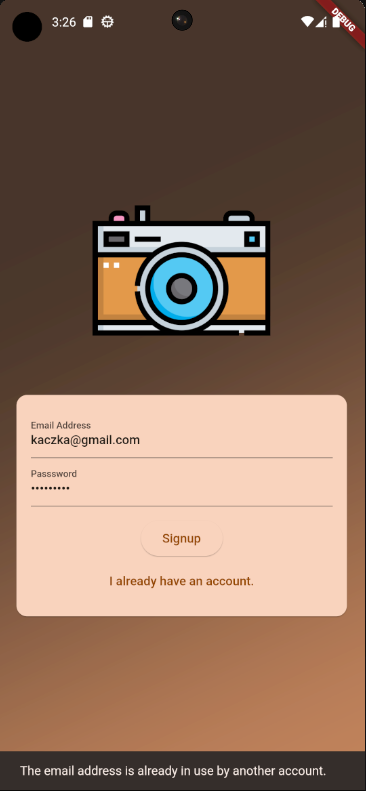 3:26
DEBUG
Email Address
kaczka@gmail.com
Passsword
•••••••••
Signup
I already have an account.
The email address is already in use by another account.